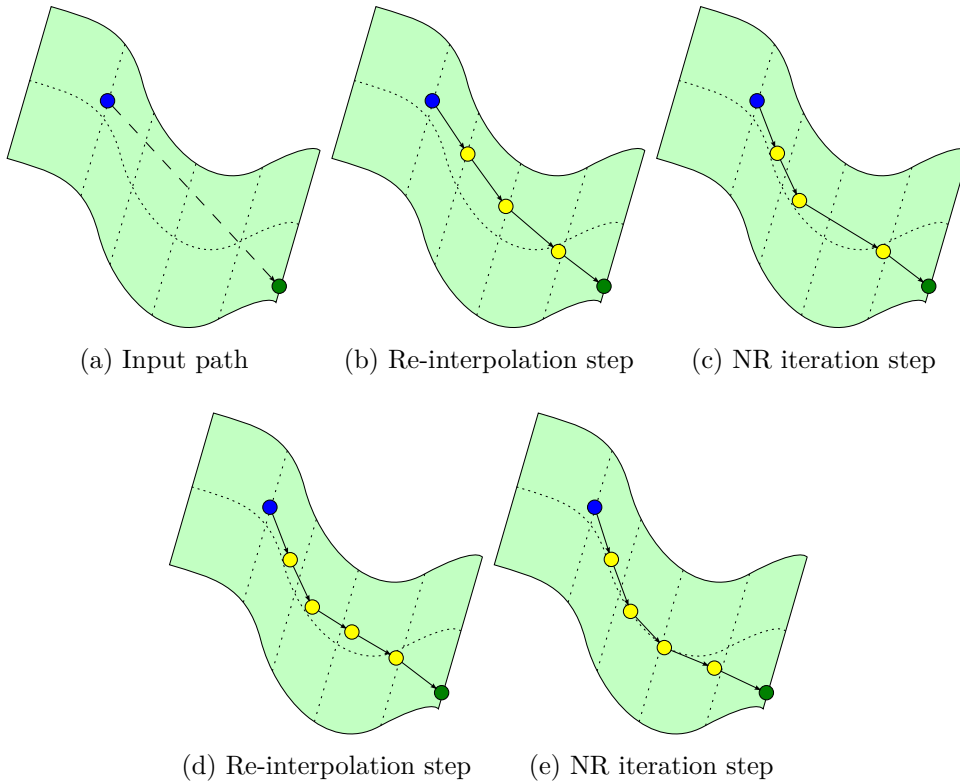 (a) Input path
(b) Re-interpolation step
(c) NR iteration step
(d) Re-interpolation step
(e) NR iteration step